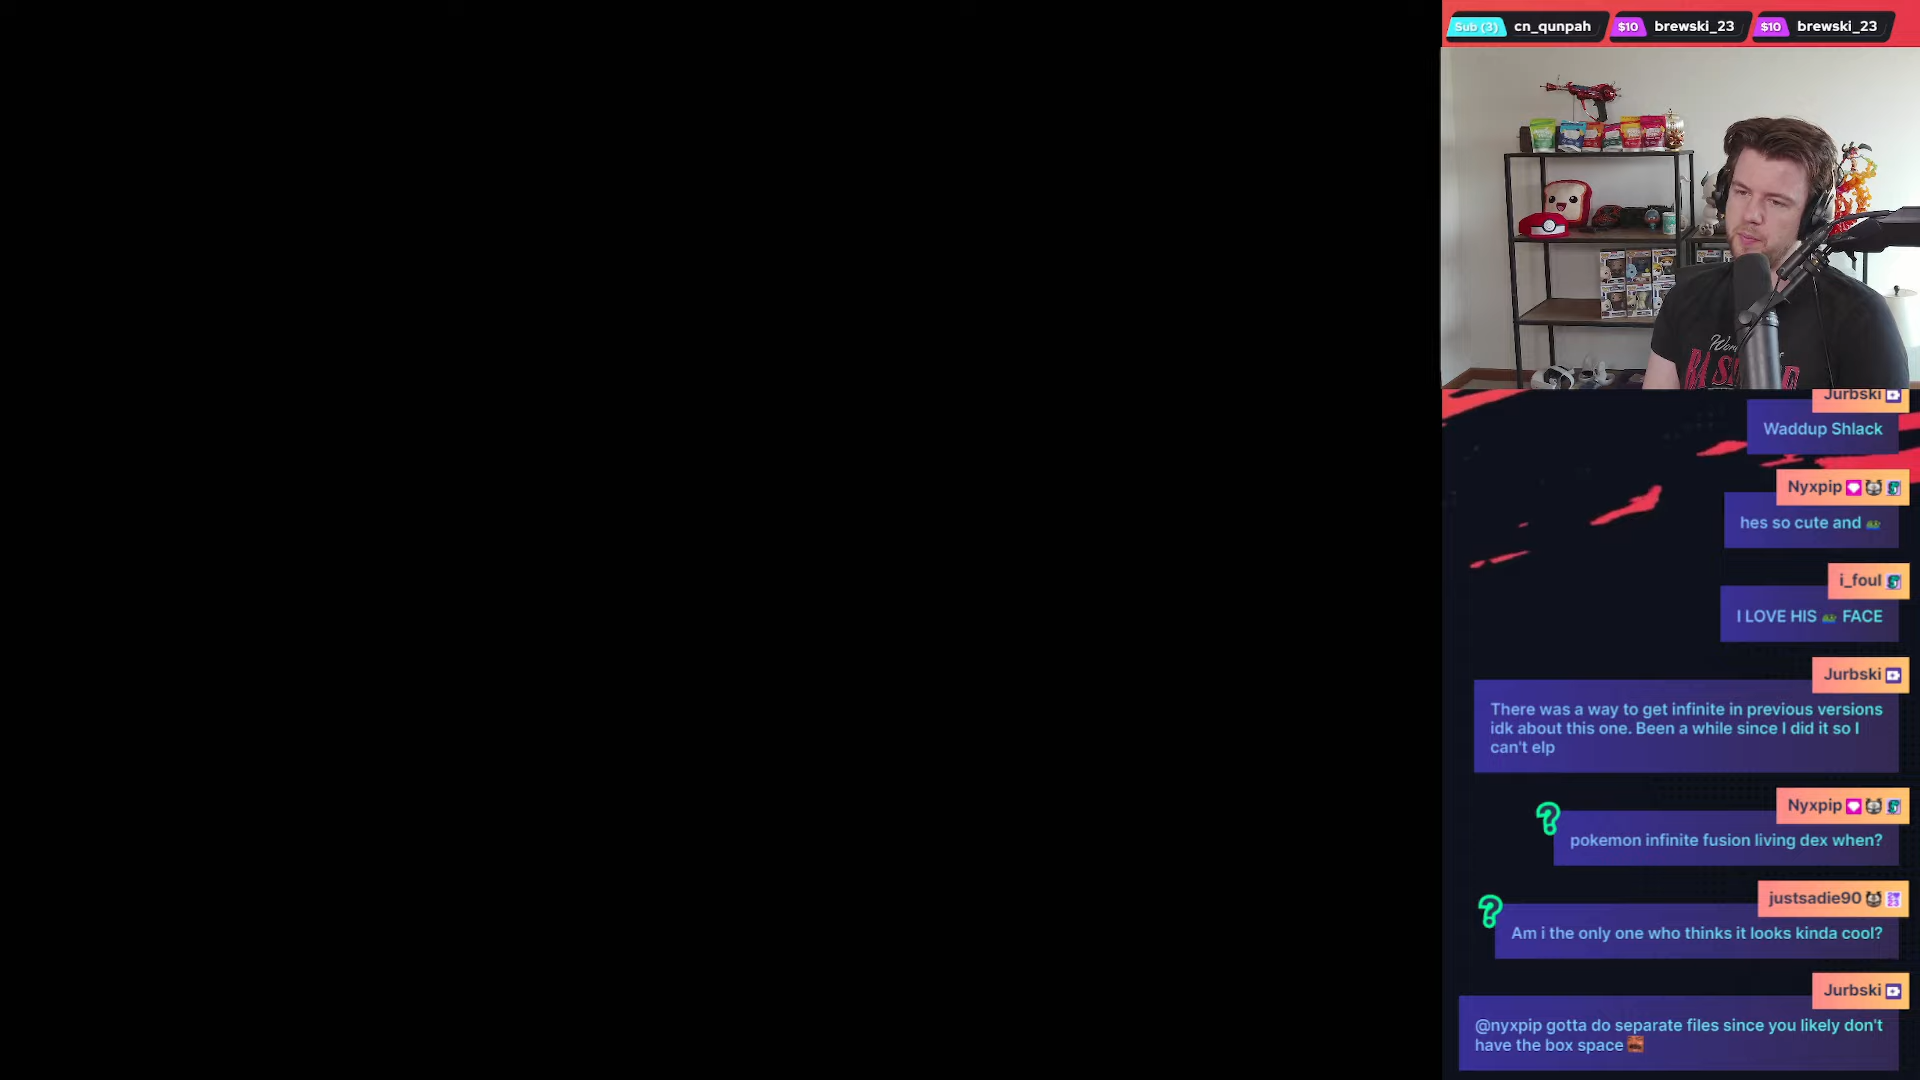 Sub (3) cn_qunpah $10 brewski_23 $10 brewski_23
Jurbski
Waddup Shlack
Nyxpip
hes so cute and
i_foul
I LOVE HIS FACE
Jurbski
There was a way to get infinite in previous versions
idk about this one. Been a while since I did it so I
can't elp
Nyxpip
?
pokemon infinite fusion living dex when?
justsadie90
?
Am i the only one who thinks it looks kinda cool?
Jurbski
@nyxpip gotta do separate files since you likely don't
have the box space